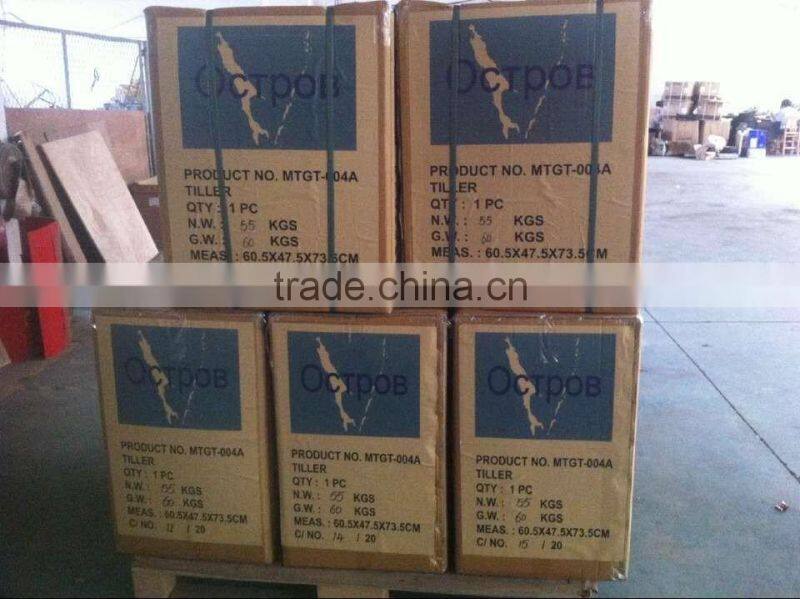 Остров
PRODUCT NO. MTGT-004A
TILLER
QTY : 1 PC
N.W. : 55 KGS
G.W. : 60 KGS
MEAS. : 60.5X47.5X73.5CM
Остров
PRODUCT NO. MTGT-004A
TILLER
QTY : 1 PC
N.W. : 55 KGS
G.W. : 60 KGS
MEAS. : 60.5X47.5X73.5CM
trade.china.cn
Остров
PRODUCT NO. MTGT-004A
TILLER
QTY : 1 PC
N.W. : 55 KGS
G.W. : 60 KGS
MEAS. : 60.5X47.5X73.5CM
C/ NO. 12 / 20
Остров
PRODUCT NO. MTGT-004A
TILLER
QTY : 1 PC
N.W. : 55 KGS
G.W. : 60 KGS
MEAS. : 60.5X47.5X73.5CM
C/ NO. 14 / 20
Остров
PRODUCT NO. MTGT-004A
TILLER
QTY : 1 PC
N.W. : 55 KGS
G.W. : 60 KGS
MEAS. : 60.5X47.5X73.5CM
C/ NO. 15 / 20